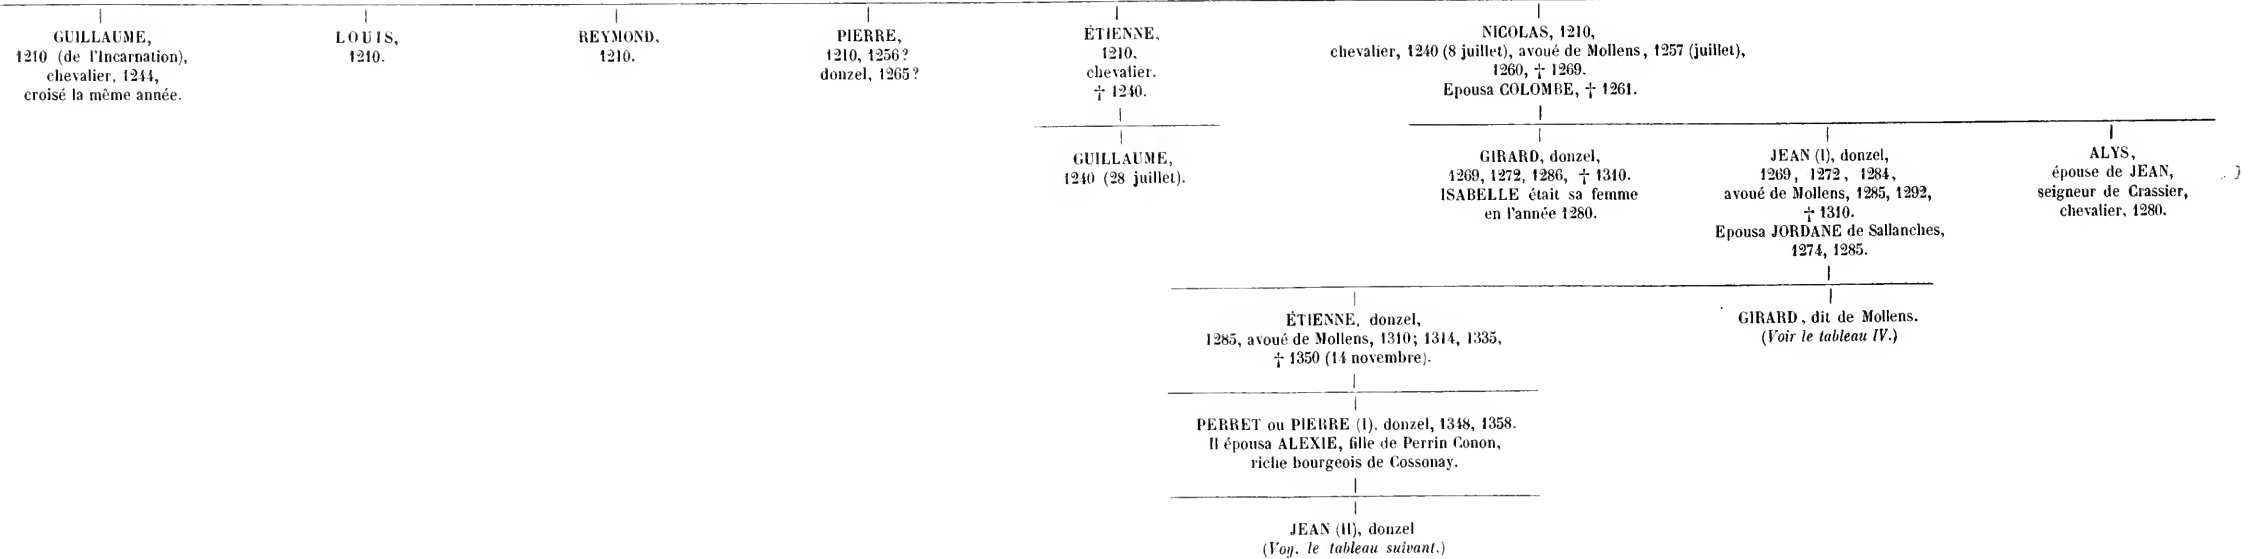 GUILLAUME,
1210 (de l'Incarnation),
chevalier, 1244,
croisé la même année.
LOUIS,
1210.
REYMOND,
1210.
PIERRE,
1210, 1256?
donzel, 1265?
ÉTIENNE,
1210,
chevalier.
† 1240.
NICOLAS, 1210,
chevalier, 1240 (8 juillet), avoué de Mollens, 1257 (juillet),
1260, † 1269.
Epousa COLOMBE, † 1261.
GUILLAUME,
1240 (28 juillet).
GIRARD, donzel,
1269, 1272, 1286, † 1310.
ISABELLE était sa femme
en l'année 1280.
JEAN (I), donzel,
1269, 1272, 1284,
avoué de Mollens, 1285, 1292,
† 1310.
Epousa JORDANE de Sallanches,
1274, 1285.
ALYS,
épouse de JEAN,
seigneur de Crassier,
chevalier, 1280.
ÉTIENNE, donzel,
1285, avoué de Mollens, 1310; 1314, 1335,
† 1350 (14 novembre).
GIRARD, dit de Mollens.
(Voir le tableau IV.)
PERRET ou PIERRE (I), donzel, 1348, 1358.
Il épousa ALEXIE, fille de Perrin Conon,
riche bourgeois de Cossonay.
JEAN (II), donzel
(Voy. le tableau suivant.)